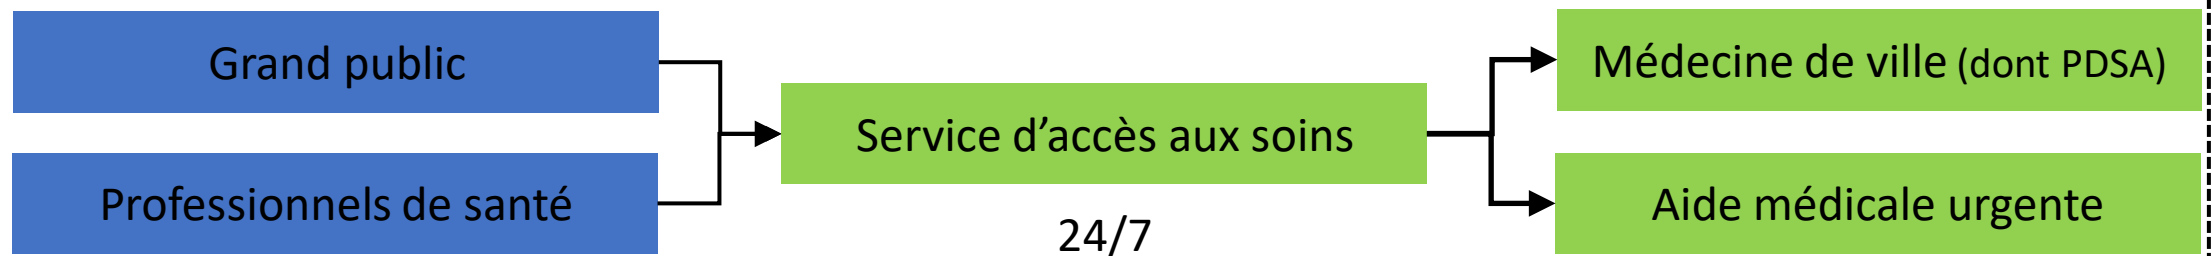 Grand public
Professionnels de santé
Service d’accès aux soins
24/7
Médecine de ville (dont PDSA)
Aide médicale urgente